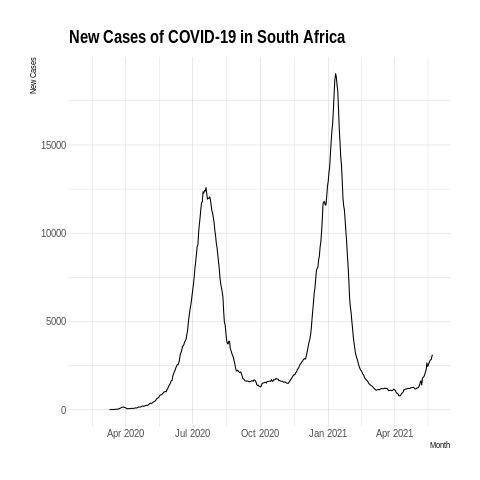 New Cases of COVID-19 in South Africa
New Cases
15000
10000
5000
0
Apr 2020 Jul 2020 Oct 2020 Jan 2021 Apr 2021
Month